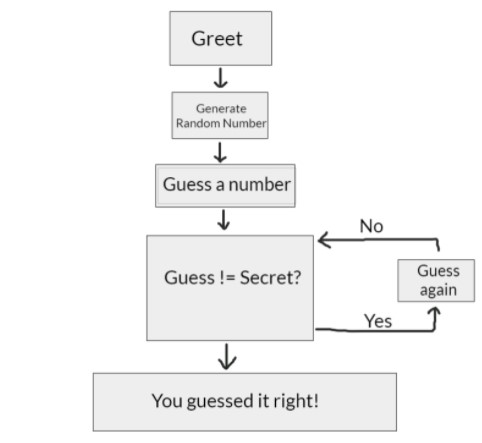 Greet
Generate
Random Number
Guess a number
No
Guess != Secret?
Guess
again
Yes
You guessed it right!